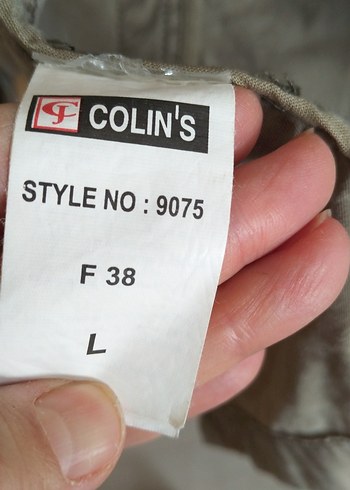 COLIN'S
STYLE NO : 9075
F 38
L